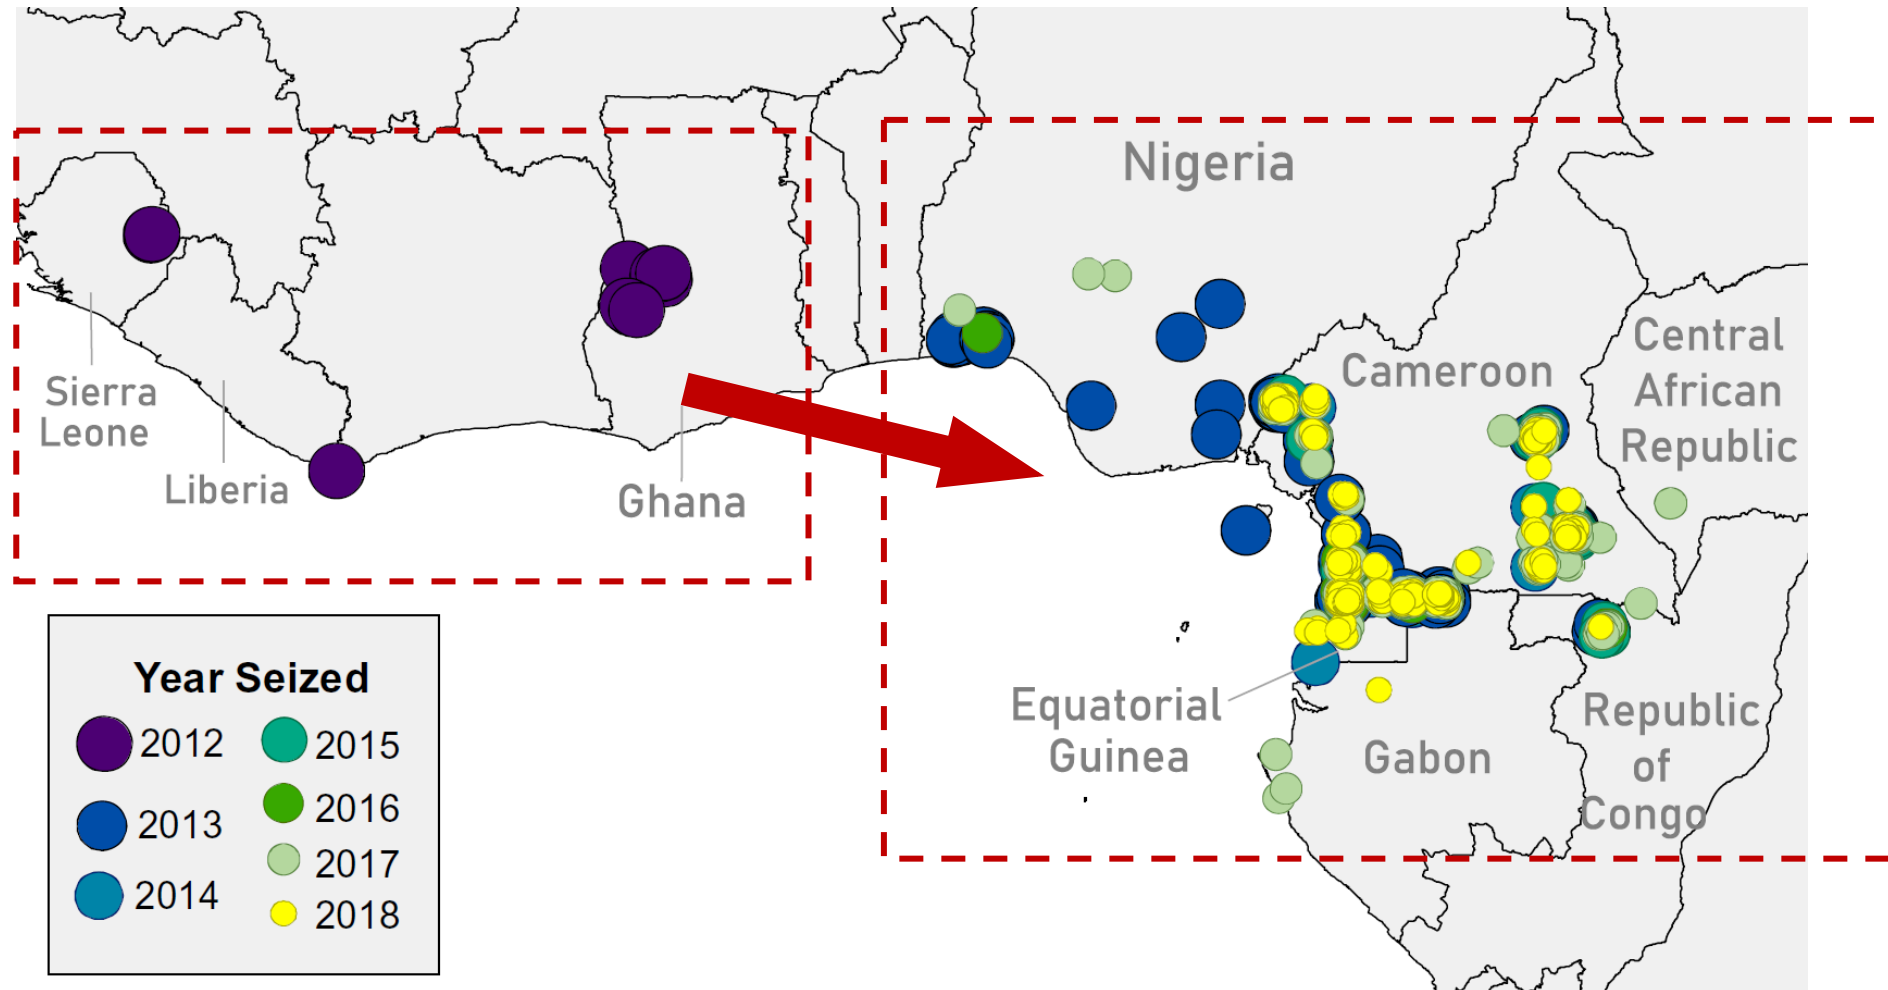 Nigeria
Central
African
Republic
Cameroon
Sierra
Leone
Liberia
Ghana
Equatorial
Guinea
Gabon
Republic
of
Congo
Year Seized
2012
2013
2014
2015
2016
2017
2018